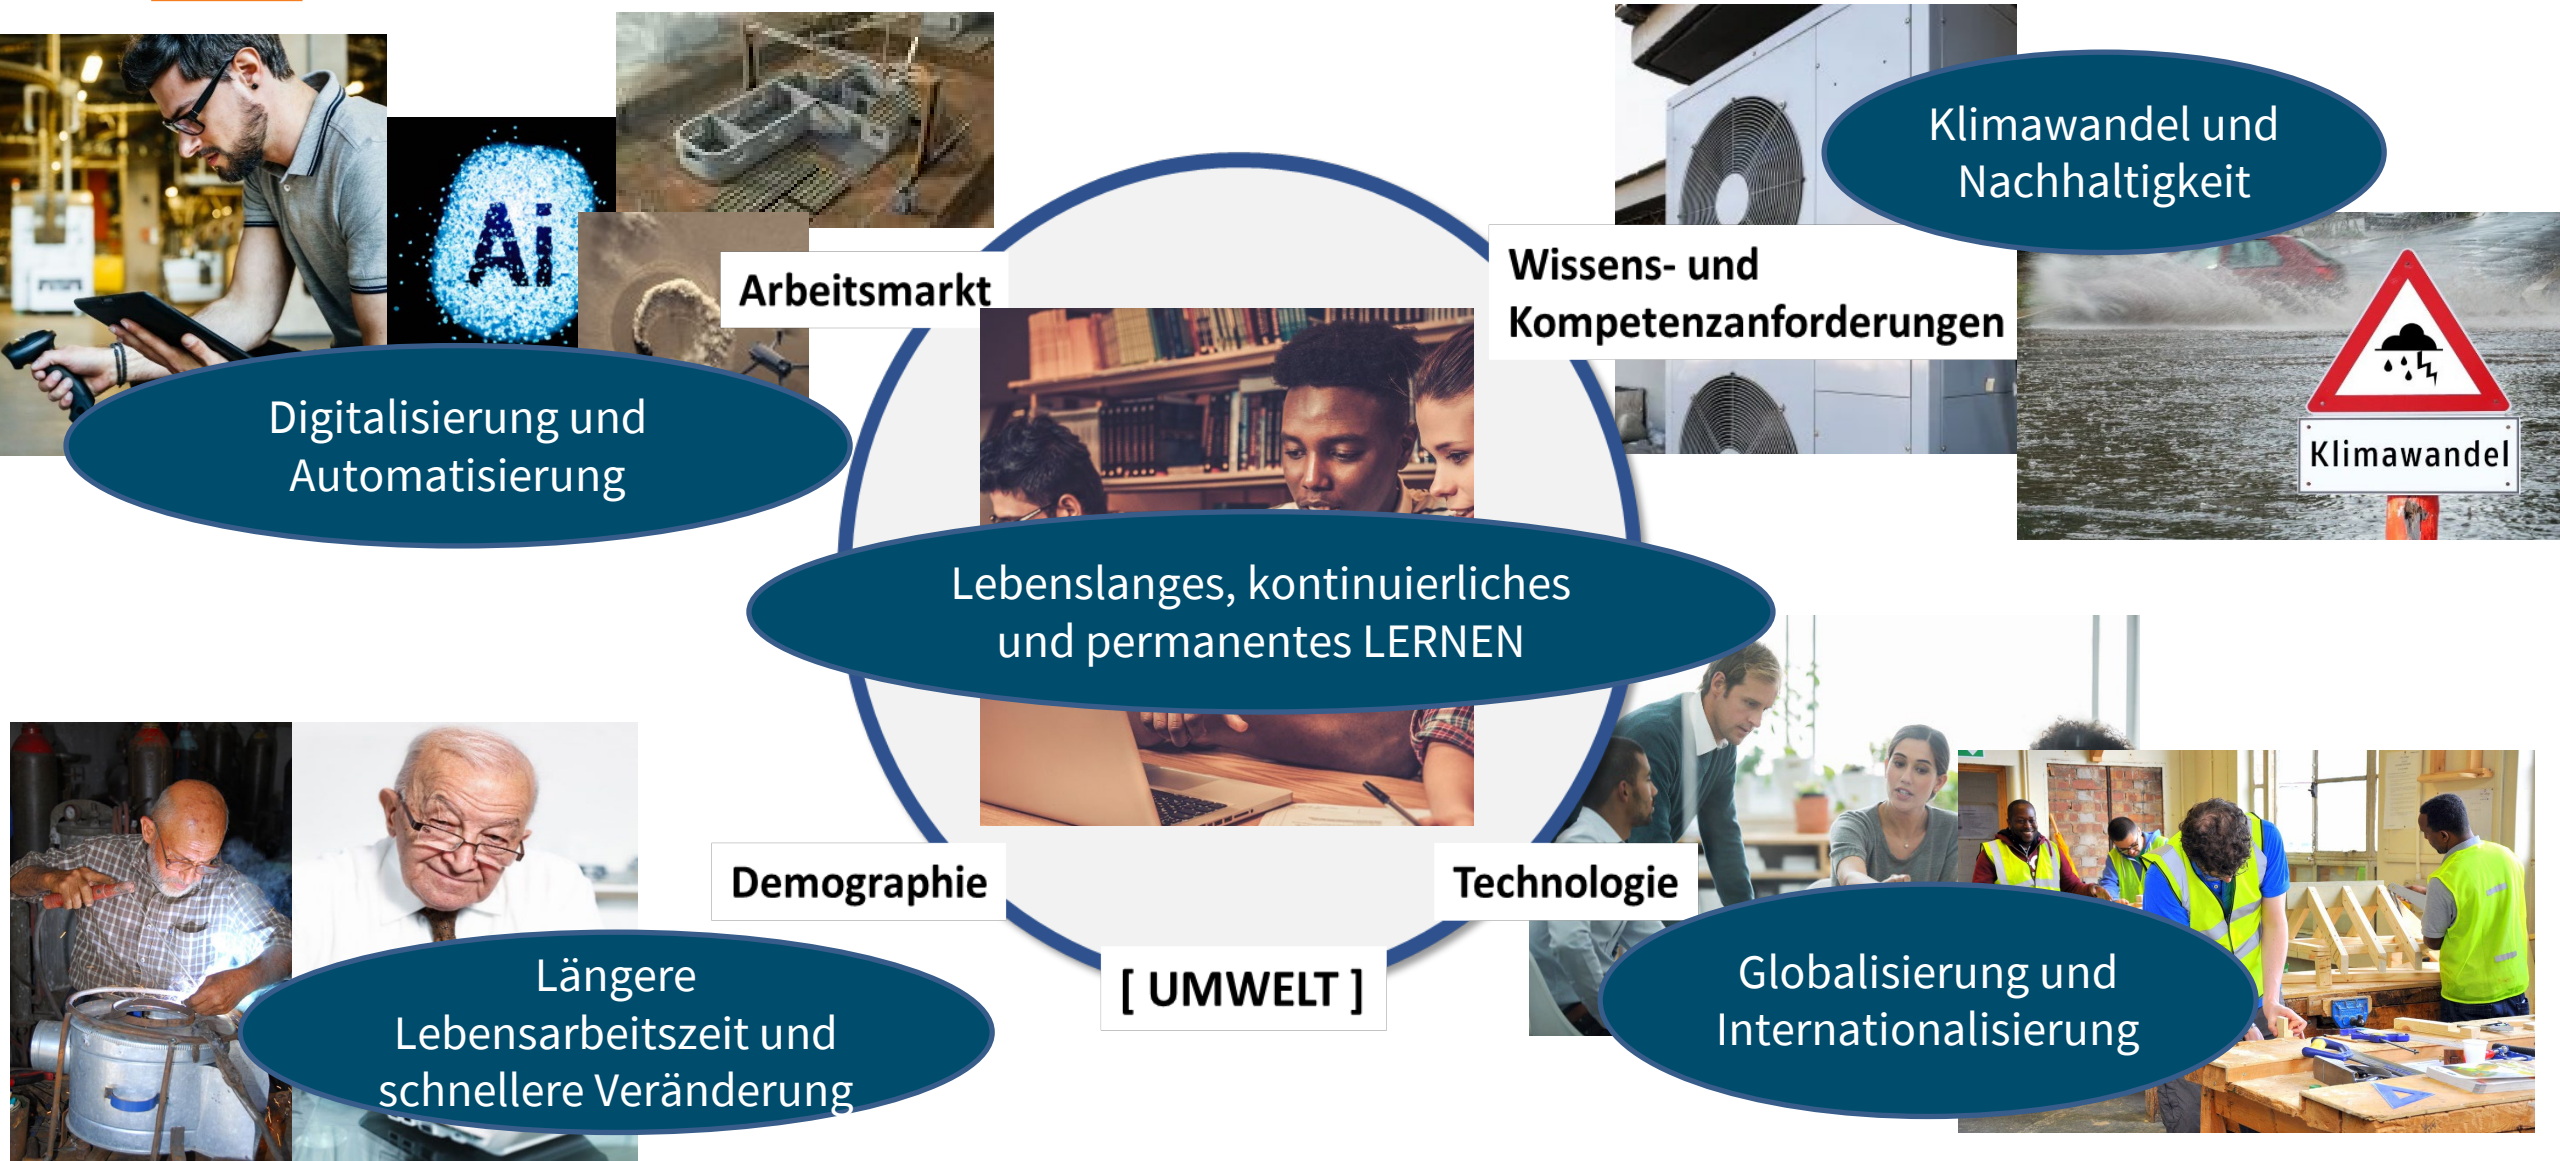 Ai
Arbeitsmarkt
Digitalisierung und
Automatisierung
Klimawandel und
Nachhaltigkeit
Wissens- und
Kompetenzanforderungen
Klimawandel
Lebenslanges, kontinuierliches
und permanentes LERNEN
Demographie
Technologie
[ UMWELT ]
Längere
Lebensarbeitszeit und
schnellere Veränderung
Globalisierung und
Internationalisierung